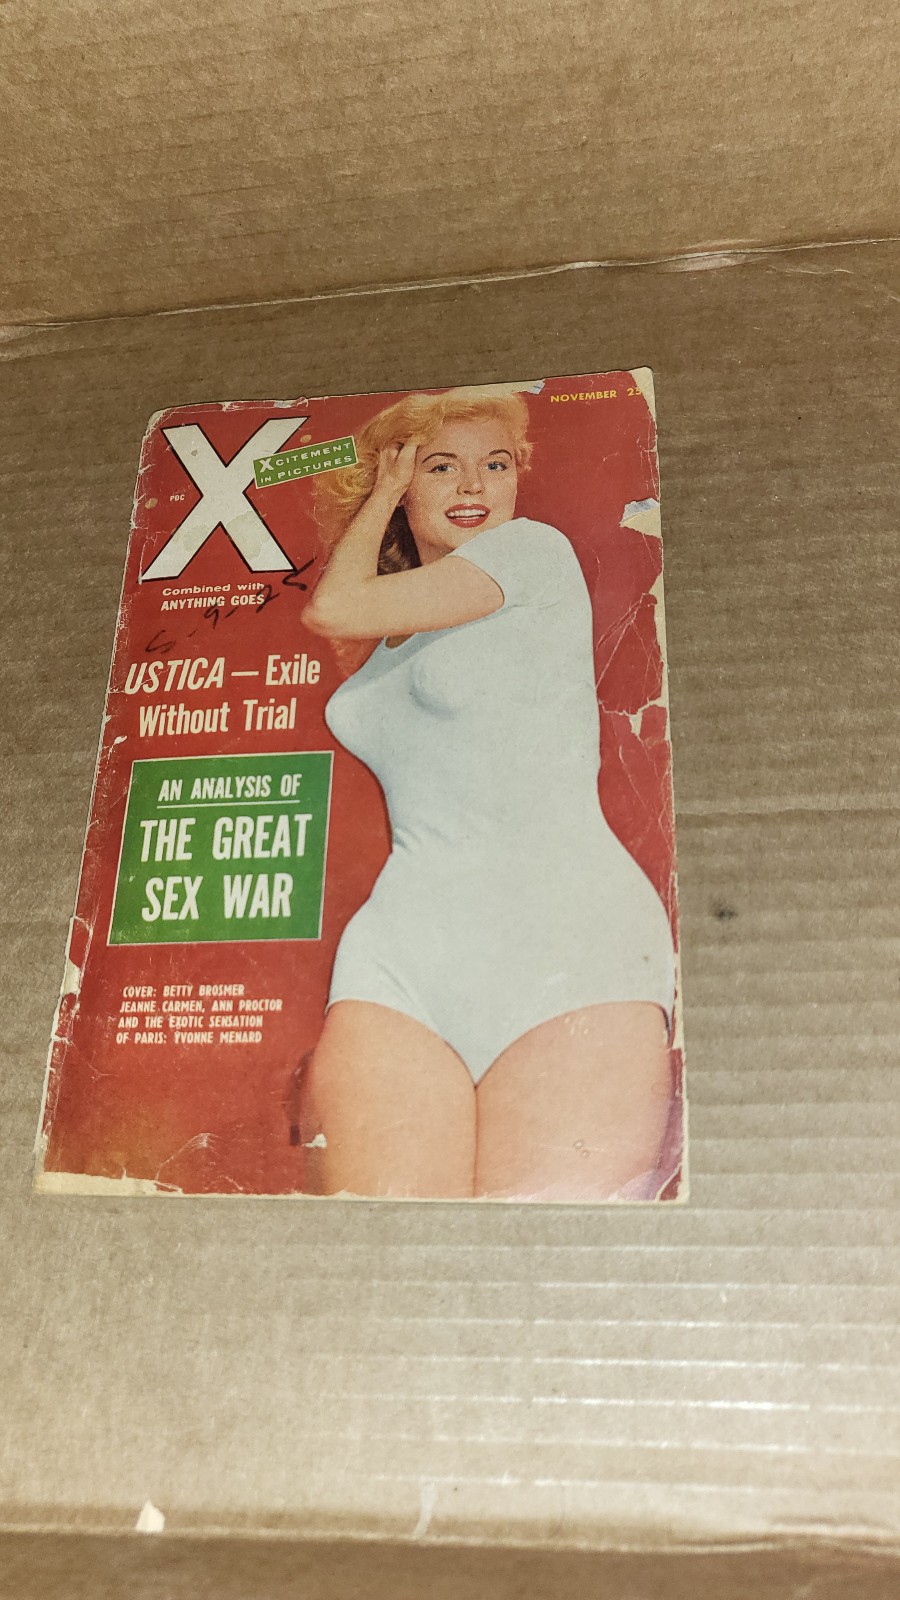 NOVEMBER 25
X
XCITEMENT
IN PICTURES
PDC
Combined with
ANYTHING GOES
USTICA — Exile
Without Trial
AN ANALYSIS OF
THE GREAT
SEX WAR
COVER: BETTY BROSMER
JEANNE CARMEN, ANN PROCTOR
AND THE EXOTIC SENSATION
OF PARIS: YVONNE MENARD